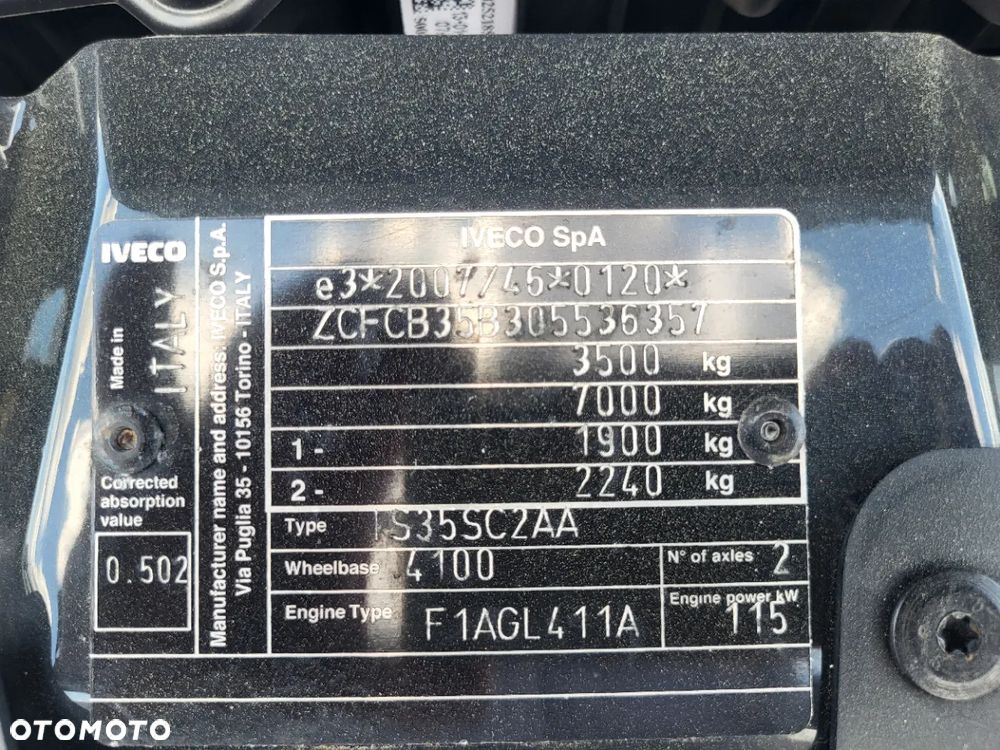 IVECO
Made in
ITALY
Corrected
absorption
value
0.502
Manufacturer name and address: IVECO S.p.A.
Via Puglia 35 - 10156 Torino - ITALY
IVECO SpA
e3*2007/46*0120*
ZCFCB35B305536357
3500 kg
7000 kg
1 - 1900 kg
2 - 2240 kg
Type IS35SC2AA
Wheelbase 4100
N° of axles 2
Engine Type F1AGL411A
Engine power kW
115
OTOMOTO